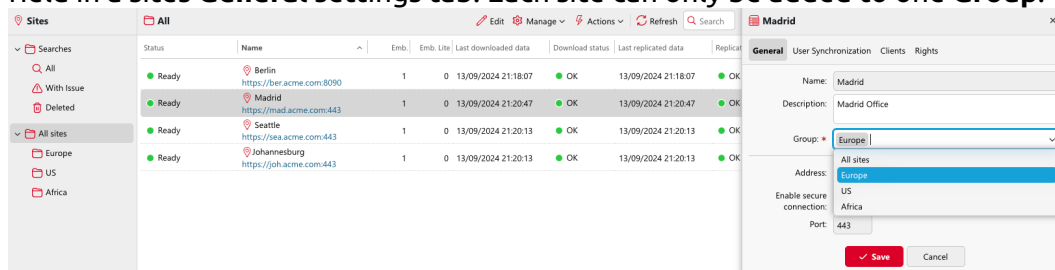 field in a sites General settings tab. Each site can only be added to one Group.
Sites
Searches
All
With Issue
Deleted
All sites
Europe
US
Africa
All
Edit Manage Actions Refresh Search
Status Name Emb. Emb. Lite Last downloaded data Download status Last replicated data Replicat
Ready Berlin 1 0 13/09/2024 21:18:07 OK 13/09/2024 21:18:07 OK
https://ber.acme.com:8090
Ready Madrid 1 0 13/09/2024 21:20:47 OK 13/09/2024 21:20:47 OK
https://mad.acme.com:443
Ready Seattle 1 0 13/09/2024 21:20:13 OK 13/09/2024 21:20:13 OK
https://sea.acme.com:443
Ready Johannesburg 1 0 13/09/2024 21:20:13 OK 13/09/2024 21:20:13 OK
https://joh.acme.com:443
Madrid
General User Synchronization Clients Rights
Name: Madrid
Description: Madrid Office
Group: * Europe
All sites
Europe
US
Africa
Address:
Enable secure
connection:
Port: 443
Save Cancel